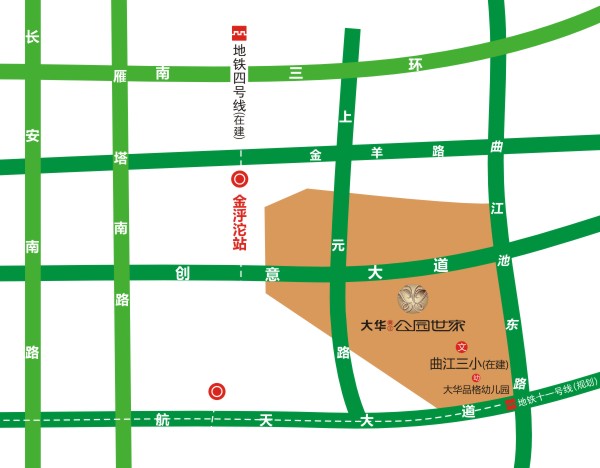 长安南路
雁塔南路
南三环
地铁四号线(在建)
金羊路
上元路
曲江池东路
金浮沱站
创意大道
大华
公园世家
文
曲江三小(在建)
幼
大华品格幼儿园
航天大道
地铁十一号线(规划)